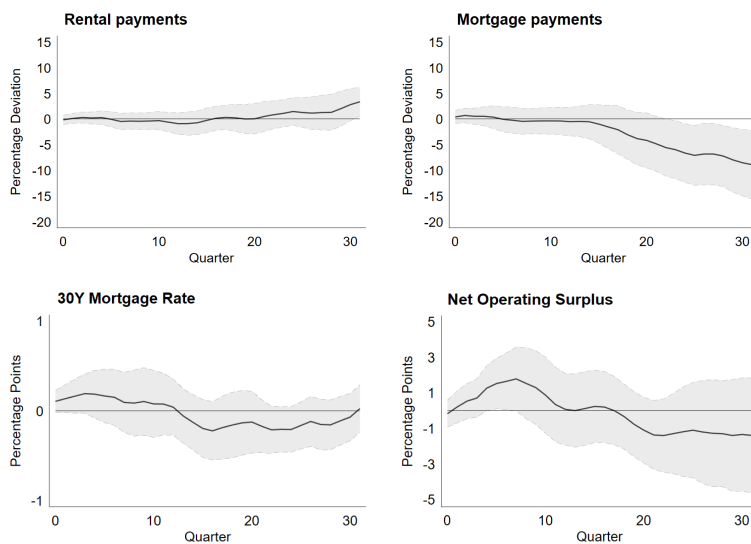 Rental payments
15
10
5
0
-5
-10
-15
-20
Percentage Deviation
0 10 20 30
Quarter
Mortgage payments
15
10
5
0
-5
-10
-15
-20
Percentage Deviation
0 10 20 30
Quarter
30Y Mortgage Rate
1
0
-1
Percentage Points
0 10 20 30
Quarter
Net Operating Surplus
5
3
1
-1
-3
-5
Percentage Points
0 10 20 30
Quarter